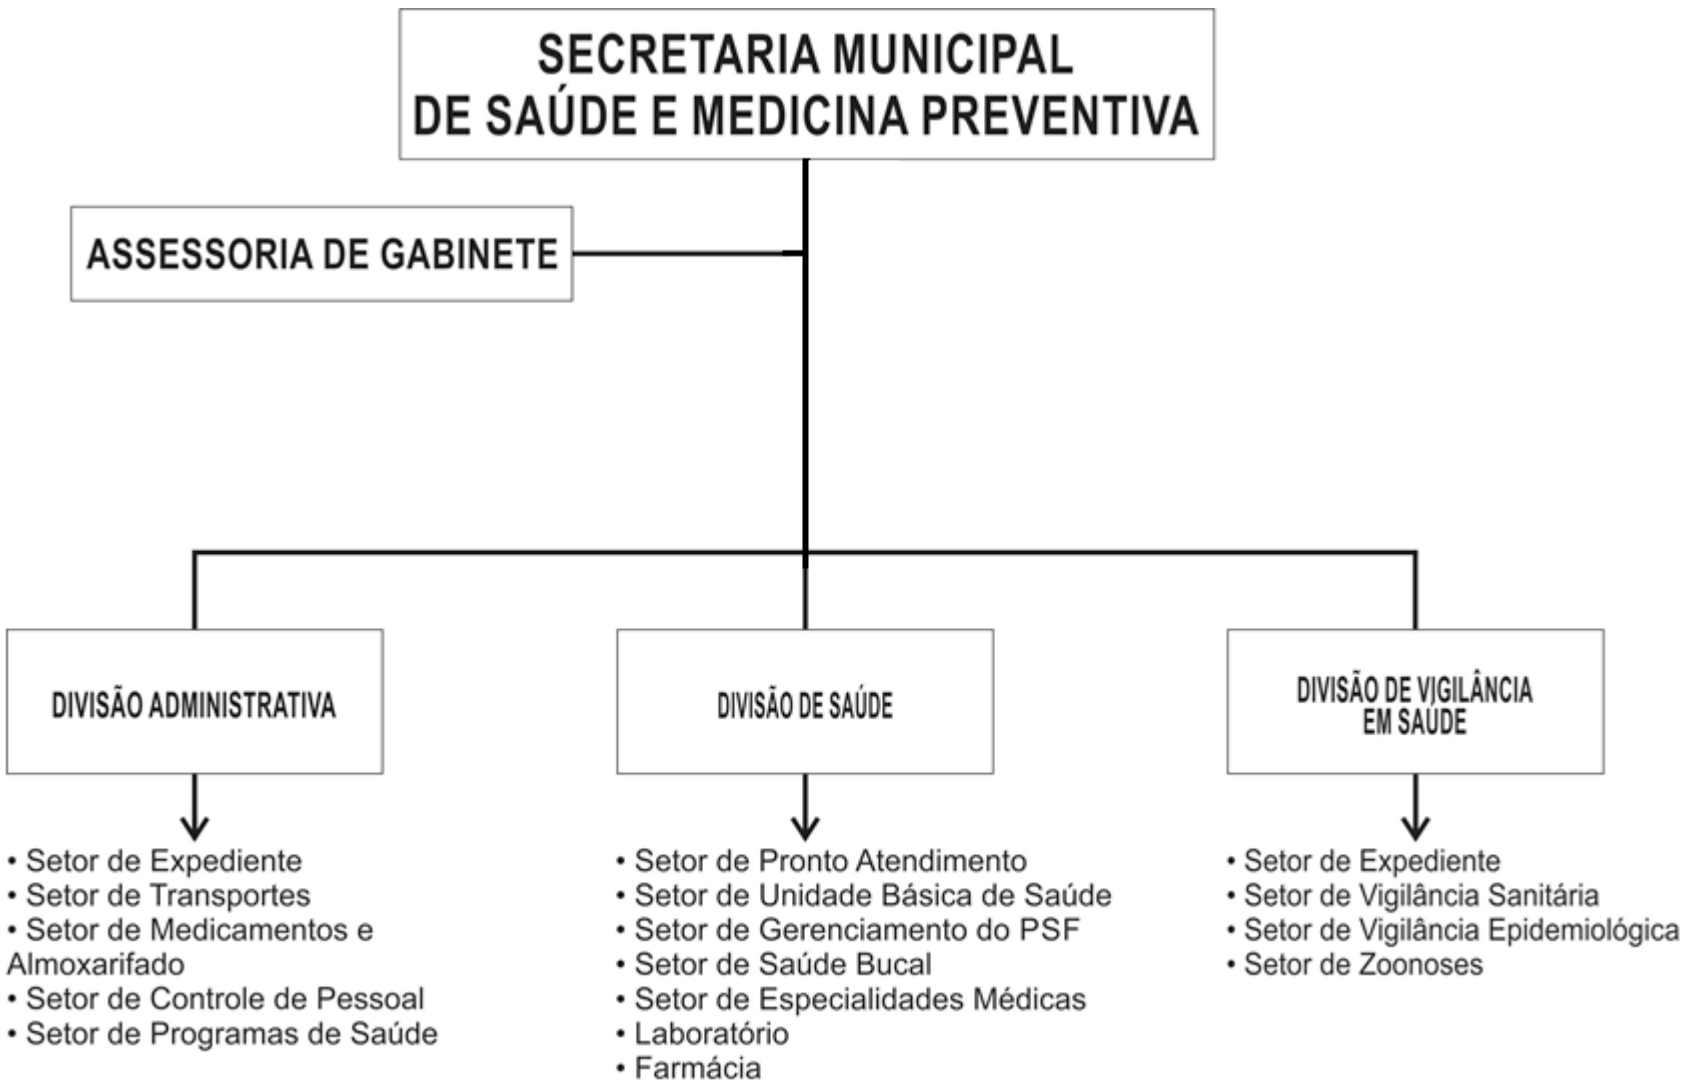 SECRETARIA MUNICIPAL
DE SAÚDE E MEDICINA PREVENTIVA
ASSESSORIA DE GABINETE
DIVISÃO ADMINISTRATIVA
• Setor de Expediente
• Setor de Transportes
• Setor de Medicamentos e
Almoxarifado
• Setor de Controle de Pessoal
• Setor de Programas de Saúde
DIVISÃO DE SAÚDE
• Setor de Pronto Atendimento
• Setor de Unidade Básica de Saúde
• Setor de Gerenciamento do PSF
• Setor de Saúde Bucal
• Setor de Especialidades Médicas
• Laboratório
• Farmácia
DIVISÃO DE VIGILÂNCIA
EM SAÚDE
• Setor de Expediente
• Setor de Vigilância Sanitária
• Setor de Vigilância Epidemiológica
• Setor de Zoonoses